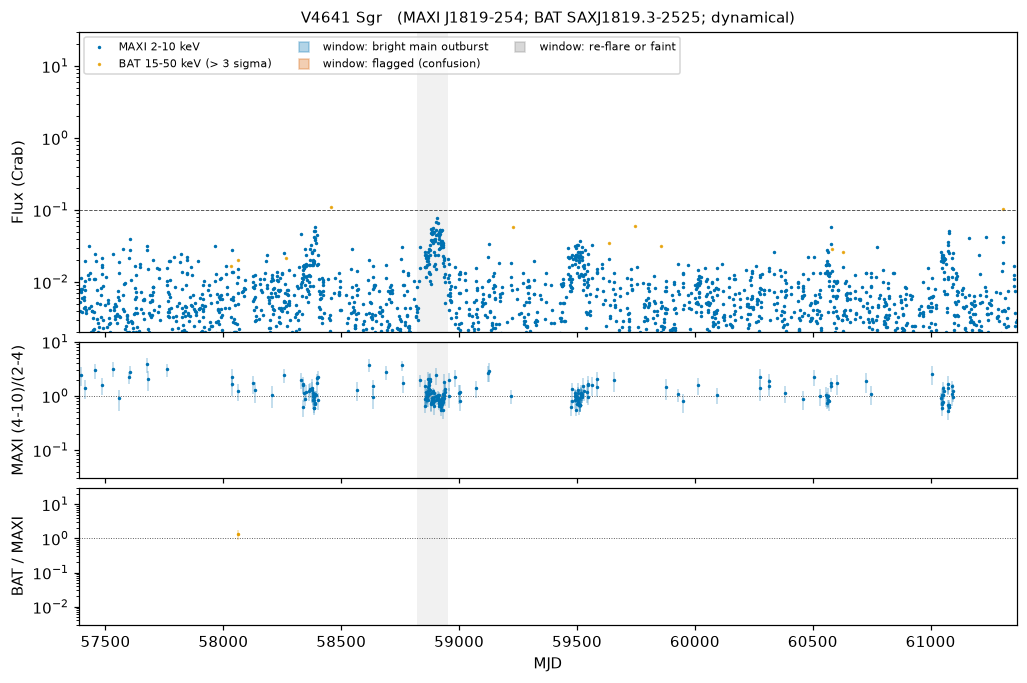 V4641 Sgr (MAXI J1819-254; BAT SAXJ1819.3-2525; dynamical)
MAXI 2-10 keV
BAT 15-50 keV (> 3 sigma)
window: bright main outburst
window: flagged (confusion)
window: re-flare or faint
Flux (Crab)
10¹
10⁰
10⁻¹
10⁻²
MAXI (4-10)/(2-4)
10¹
10⁰
10⁻¹
BAT / MAXI
10¹
10⁰
10⁻¹
10⁻²
57500 58000 58500 59000 59500 60000 60500 61000
MJD